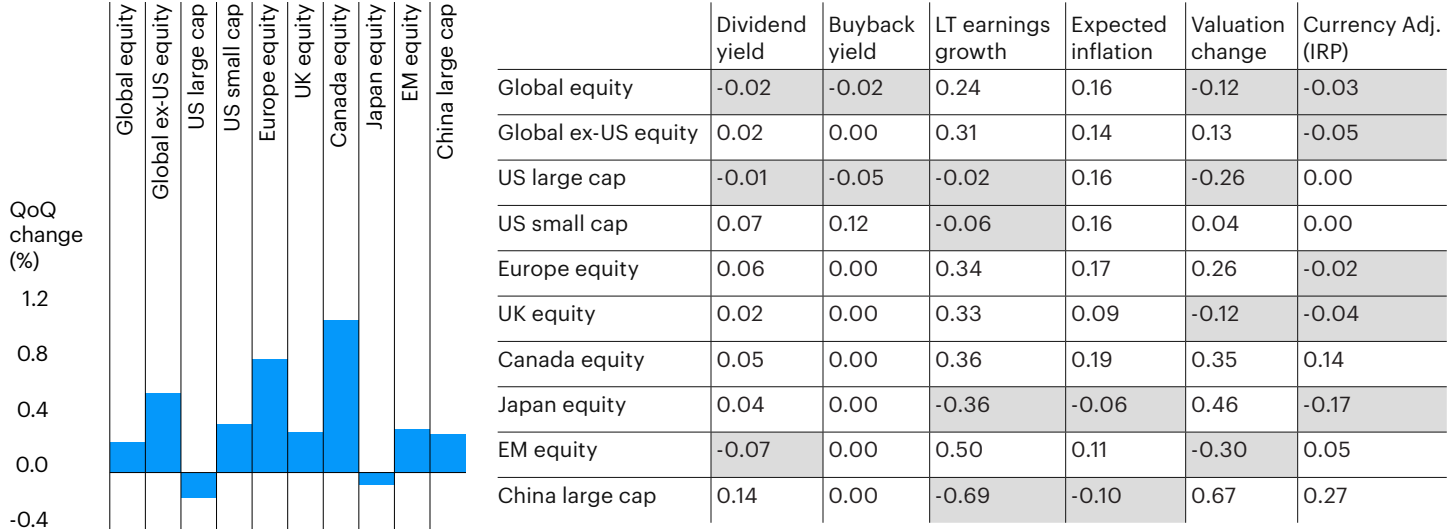 Global equity
Global ex-US equity
US large cap
US small cap
Europe equity
UK equity
Canada equity
Japan equity
EM equity
China large cap
QoQ
change
(%)
1.2
0.8
0.4
0.0
-0.4
Dividend yield Buyback yield LT earnings growth Expected inflation Valuation change Currency Adj. (IRP)
Global equity -0.02 -0.02 0.24 0.16 -0.12 -0.03
Global ex-US equity 0.02 0.00 0.31 0.14 0.13 -0.05
US large cap -0.01 -0.05 -0.02 0.16 -0.26 0.00
US small cap 0.07 0.12 -0.06 0.16 0.04 0.00
Europe equity 0.06 0.00 0.34 0.17 0.26 -0.02
UK equity 0.02 0.00 0.33 0.09 -0.12 -0.04
Canada equity 0.05 0.00 0.36 0.19 0.35 0.14
Japan equity 0.04 0.00 -0.36 -0.06 0.46 -0.17
EM equity -0.07 0.00 0.50 0.11 -0.30 0.05
China large cap 0.14 0.00 -0.69 -0.10 0.67 0.27